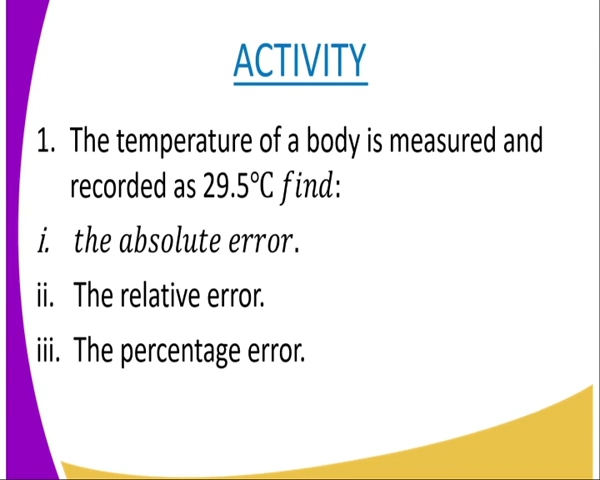 ACTIVITY
1. The temperature of a body is measured and
recorded as 29.5℃ find:
i. the absolute error.
ii. The relative error.
iii. The percentage error.